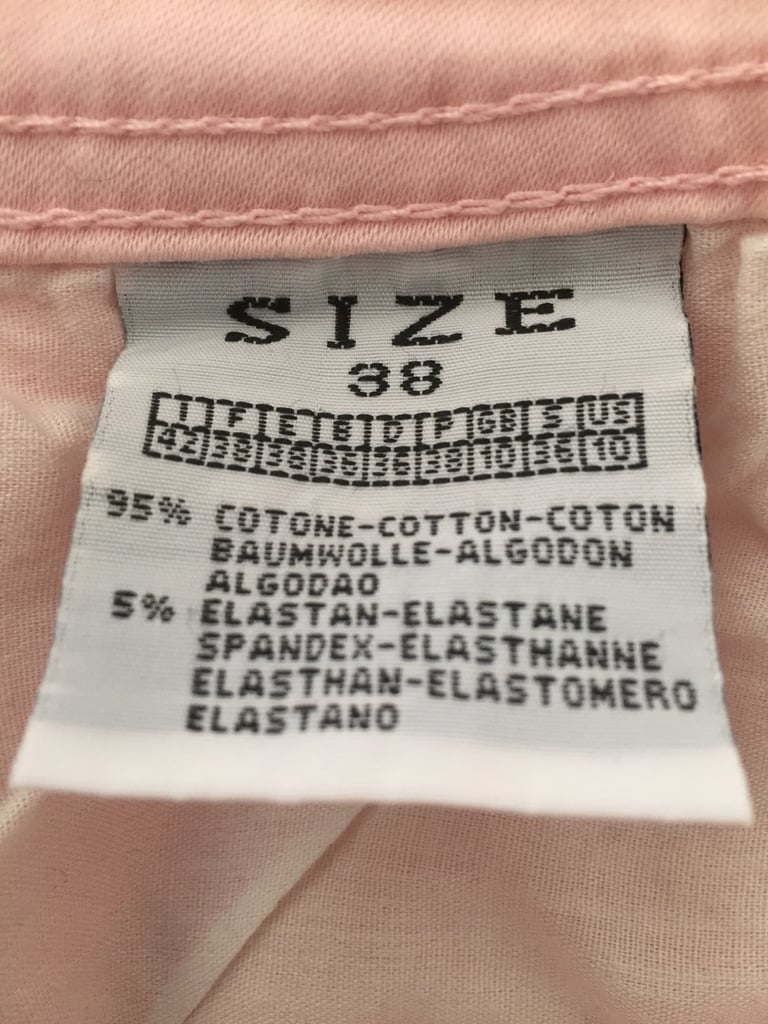 SIZE
38
I F E B D P GB S US
42 38 38 36 36 38 10 36 10
95% COTONE-COTTON-COTON
BAUMWOLLE-ALGODON
ALGODAO
5% ELASTAN-ELASTANE
SPANDEX-ELASTHANNE
ELASTHAN-ELASTOMERO
ELASTANO